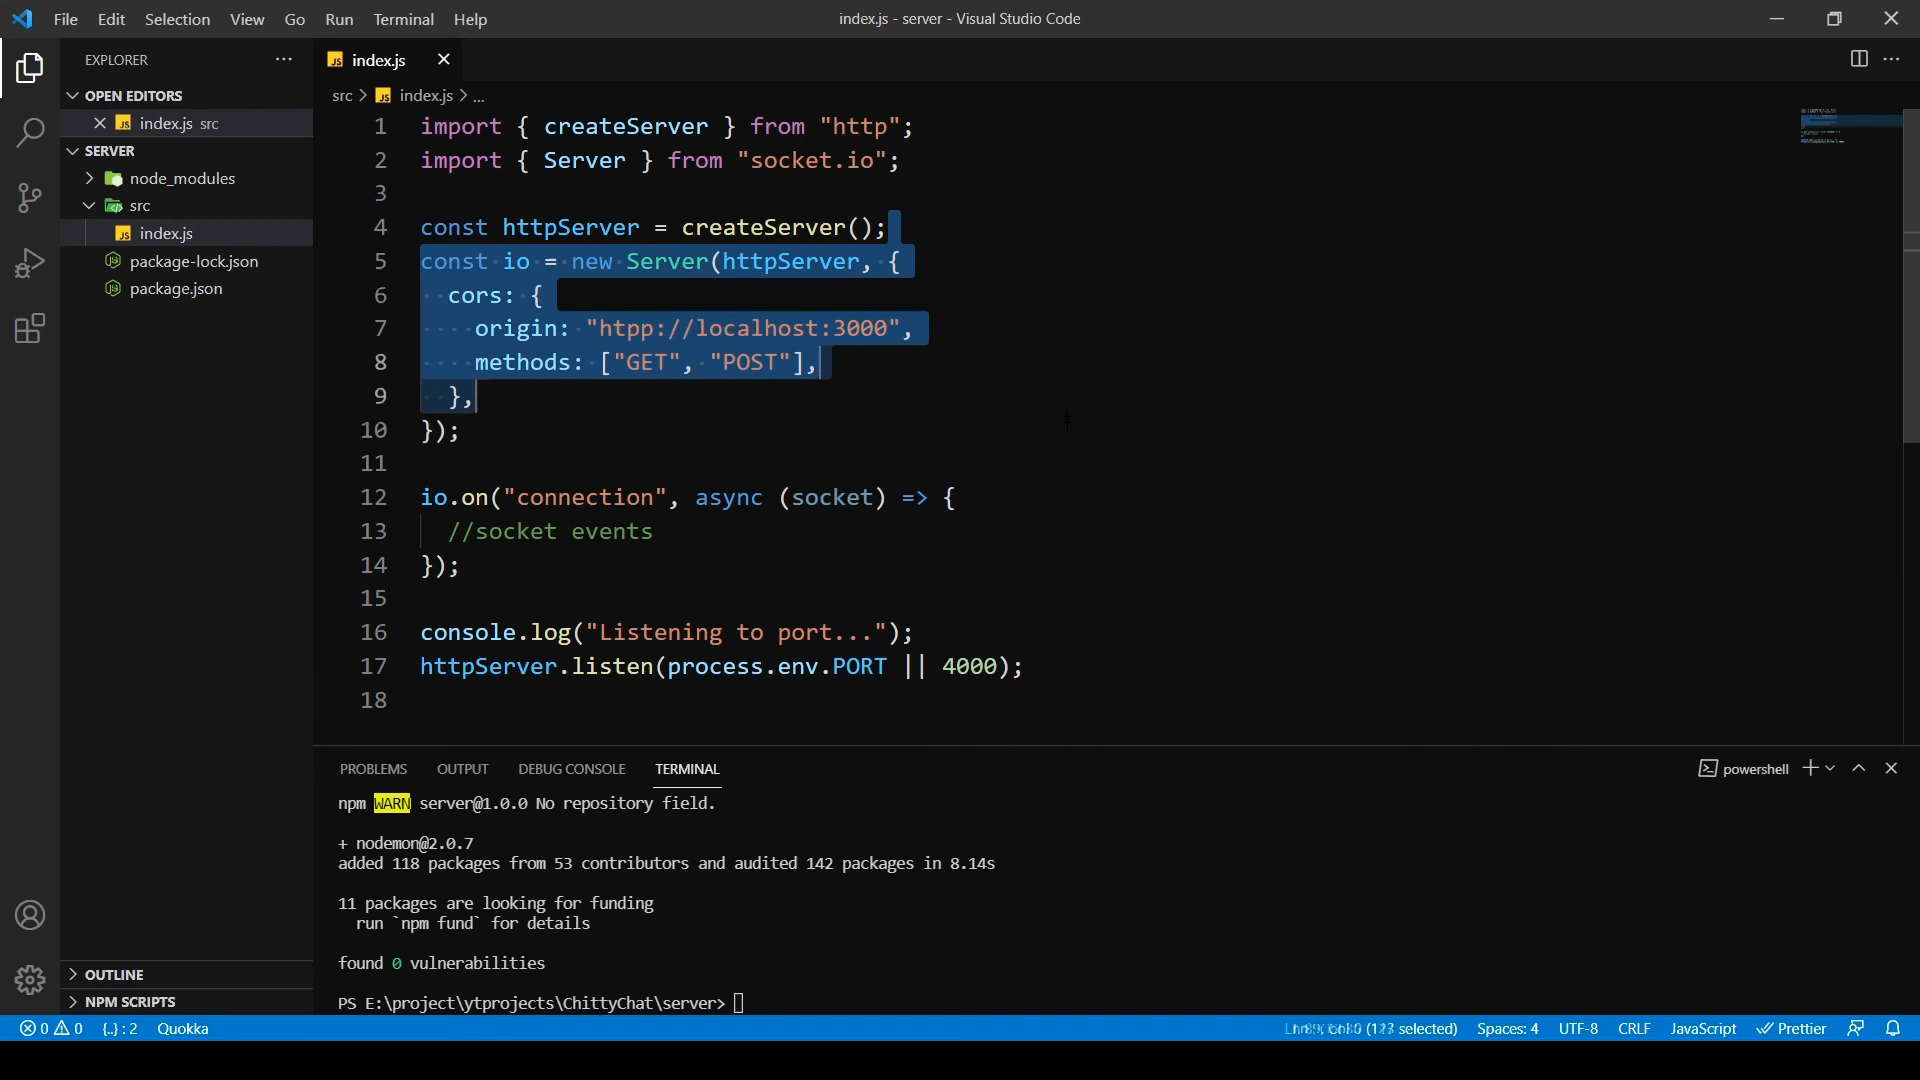 File Edit Selection View Go Run Terminal Help
index.js - server - Visual Studio Code
EXPLORER
OPEN EDITORS
index.js src
SERVER
node_modules
src
index.js
package-lock.json
package.json
OUTLINE
NPM SCRIPTS
index.js
src > index.js > ...
1 import { createServer } from "http";
2 import { Server } from "socket.io";
3
4 const httpServer = createServer();
5 const io = new Server(httpServer, {
6 cors: {
7 origin: "htpp://localhost:3000",
8 methods: ["GET", "POST"],
9 },
10 });
11
12 io.on("connection", async (socket) => {
13 //socket events
14 });
15
16 console.log("Listening to port...");
17 httpServer.listen(process.env.PORT || 4000);
18
PROBLEMS OUTPUT DEBUG CONSOLE TERMINAL
powershell
npm WARN server@1.0.0 No repository field.
+ nodemon@2.0.7
added 118 packages from 53 contributors and audited 142 packages in 8.14s
11 packages are looking for funding
run `npm fund` for details
found 0 vulnerabilities
PS E:\project\ytprojects\ChittyChat\server>
0 0 {..} : 2 Quokka
selected) Spaces: 4 UTF-8 CRLF JavaScript Prettier